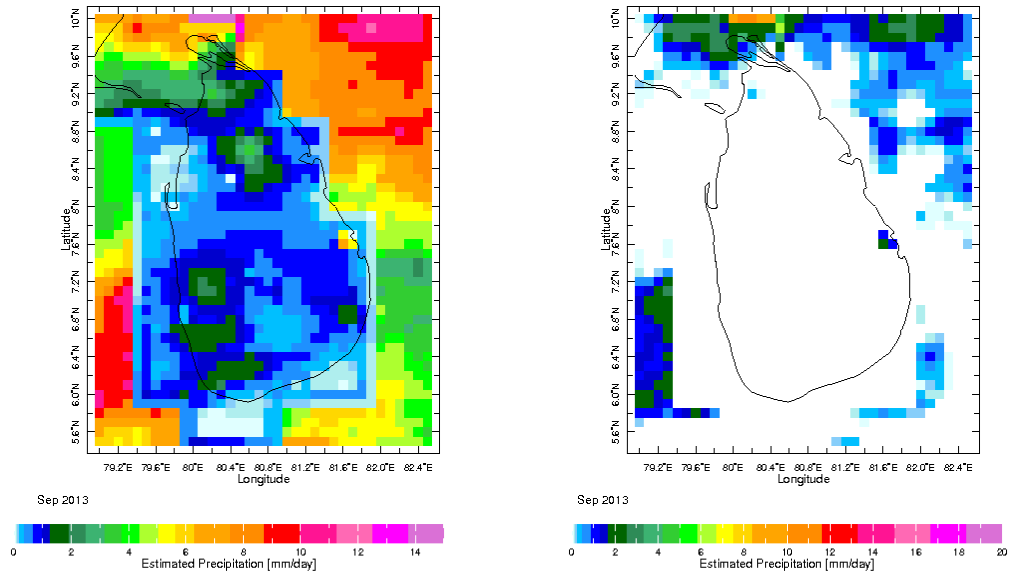 10°N
9.6°N
9.2°N
8.8°N
8.4°N
8°N
7.6°N
7.2°N
6.8°N
6.4°N
6.0°N
5.6°N
Latitude
79.2°E 79.6°E 80°E 80.4°E 80.8°E 81.2°E 81.6°E 82.0°E 82.4°E
Longitude
Sep 2013
0 2 4 6 8 10 12 14
Estimated Precipitation [mm/day]
10°N
9.6°N
9.2°N
8.8°N
8.4°N
8°N
7.6°N
7.2°N
6.8°N
6.4°N
6.0°N
5.6°N
Latitude
79.2°E 79.6°E 80°E 80.4°E 80.8°E 81.2°E 81.6°E 82.0°E 82.4°E
Longitude
Sep 2013
0 2 4 6 8 10 12 14 16 18 20
Estimated Precipitation [mm/day]